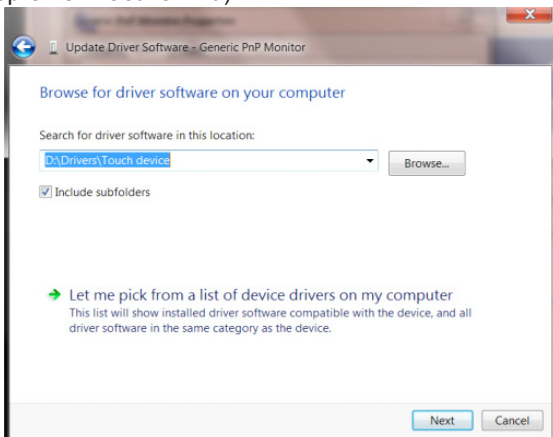 Update Driver Software - Generic PnP Monitor
Browse for driver software on your computer
Search for driver software in this location:
D:\Drivers\Touch device
Browse...
Include subfolders
Let me pick from a list of device drivers on my computer
This list will show installed driver software compatible with the device, and all
driver software in the same category as the device.
Next
Cancel